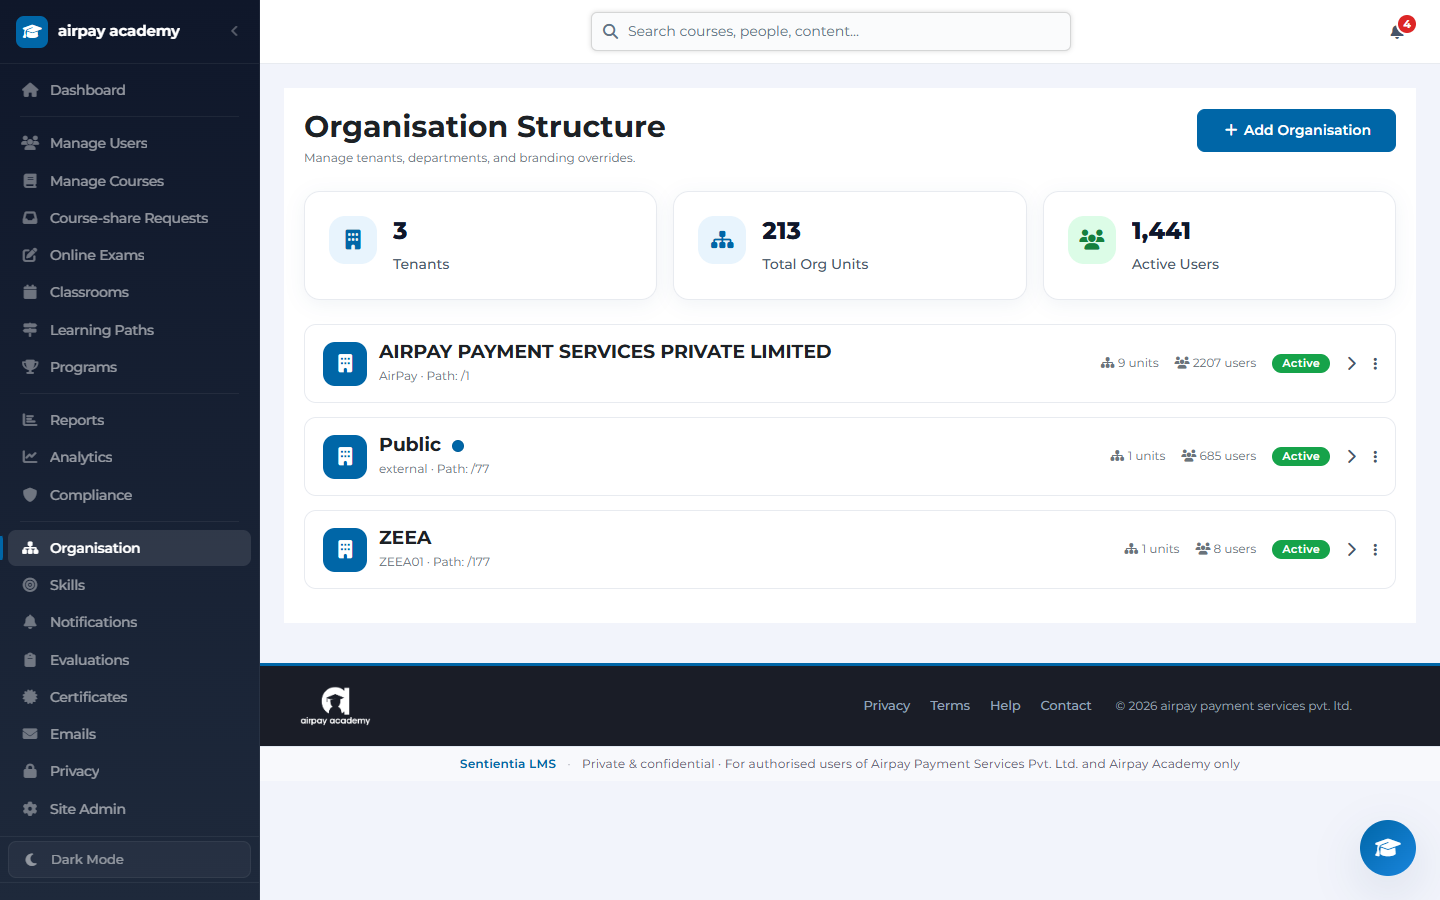 airpay academy
Search courses, people, content...
4
Dashboard
Manage Users
Manage Courses
Course-share Requests
Online Exams
Classrooms
Learning Paths
Programs
Reports
Analytics
Compliance
Organisation
Skills
Notifications
Evaluations
Certificates
Emails
Privacy
Site Admin
Dark Mode
Organisation Structure
Manage tenants, departments, and branding overrides.
+ Add Organisation
3
Tenants
213
Total Org Units
1,441
Active Users
AIRPAY PAYMENT SERVICES PRIVATE LIMITED
AirPay · Path: /1
9 units 2207 users Active
Public
external · Path: /77
1 units 685 users Active
ZEEA
ZEEA01 · Path: /177
1 units 8 users Active
airpay academy
Privacy Terms Help Contact © 2026 airpay payment services pvt. ltd.
Sentientia LMS · Private & confidential · For authorised users of Airpay Payment Services Pvt. Ltd. and Airpay Academy only